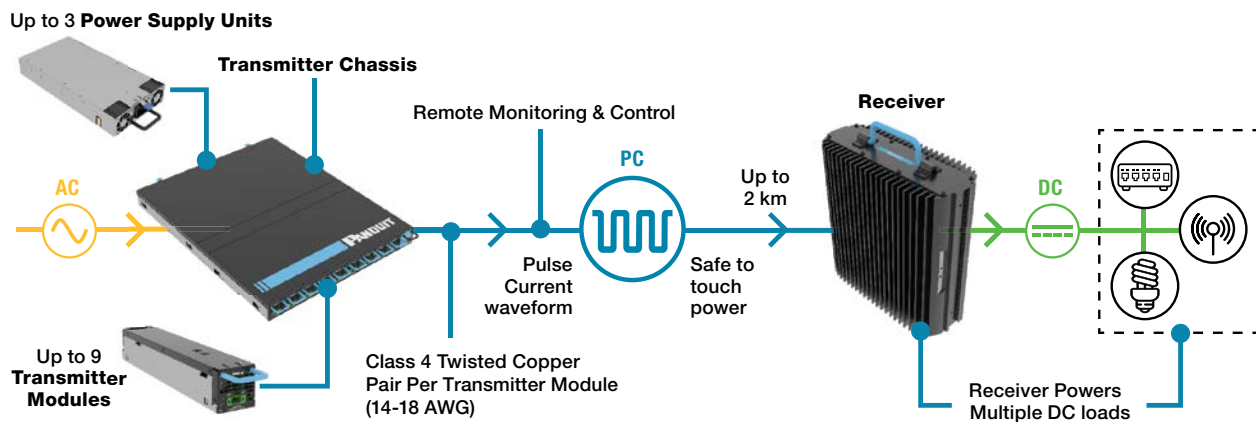 Up to 3 Power Supply Units
Transmitter Chassis
AC
PANDUIT
Up to 9
Transmitter
Modules
Class 4 Twisted Copper
Pair Per Transmitter Module
(14-18 AWG)
Remote Monitoring & Control
PC
Pulse
Current
waveform
Up to
2 km
Safe to
touch
power
Receiver
DC
Receiver Powers
Multiple DC loads